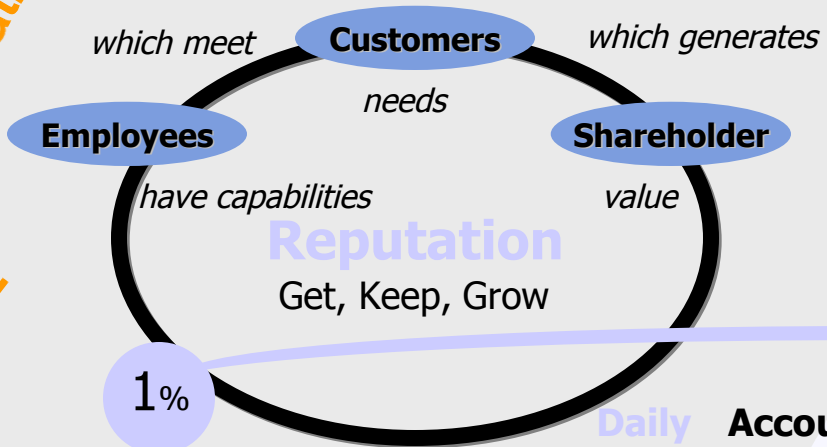 which meet
Customers
which generates
needs
Employees
Shareholder
have capabilities
value
Reputation
Get, Keep, Grow
1%
Daily